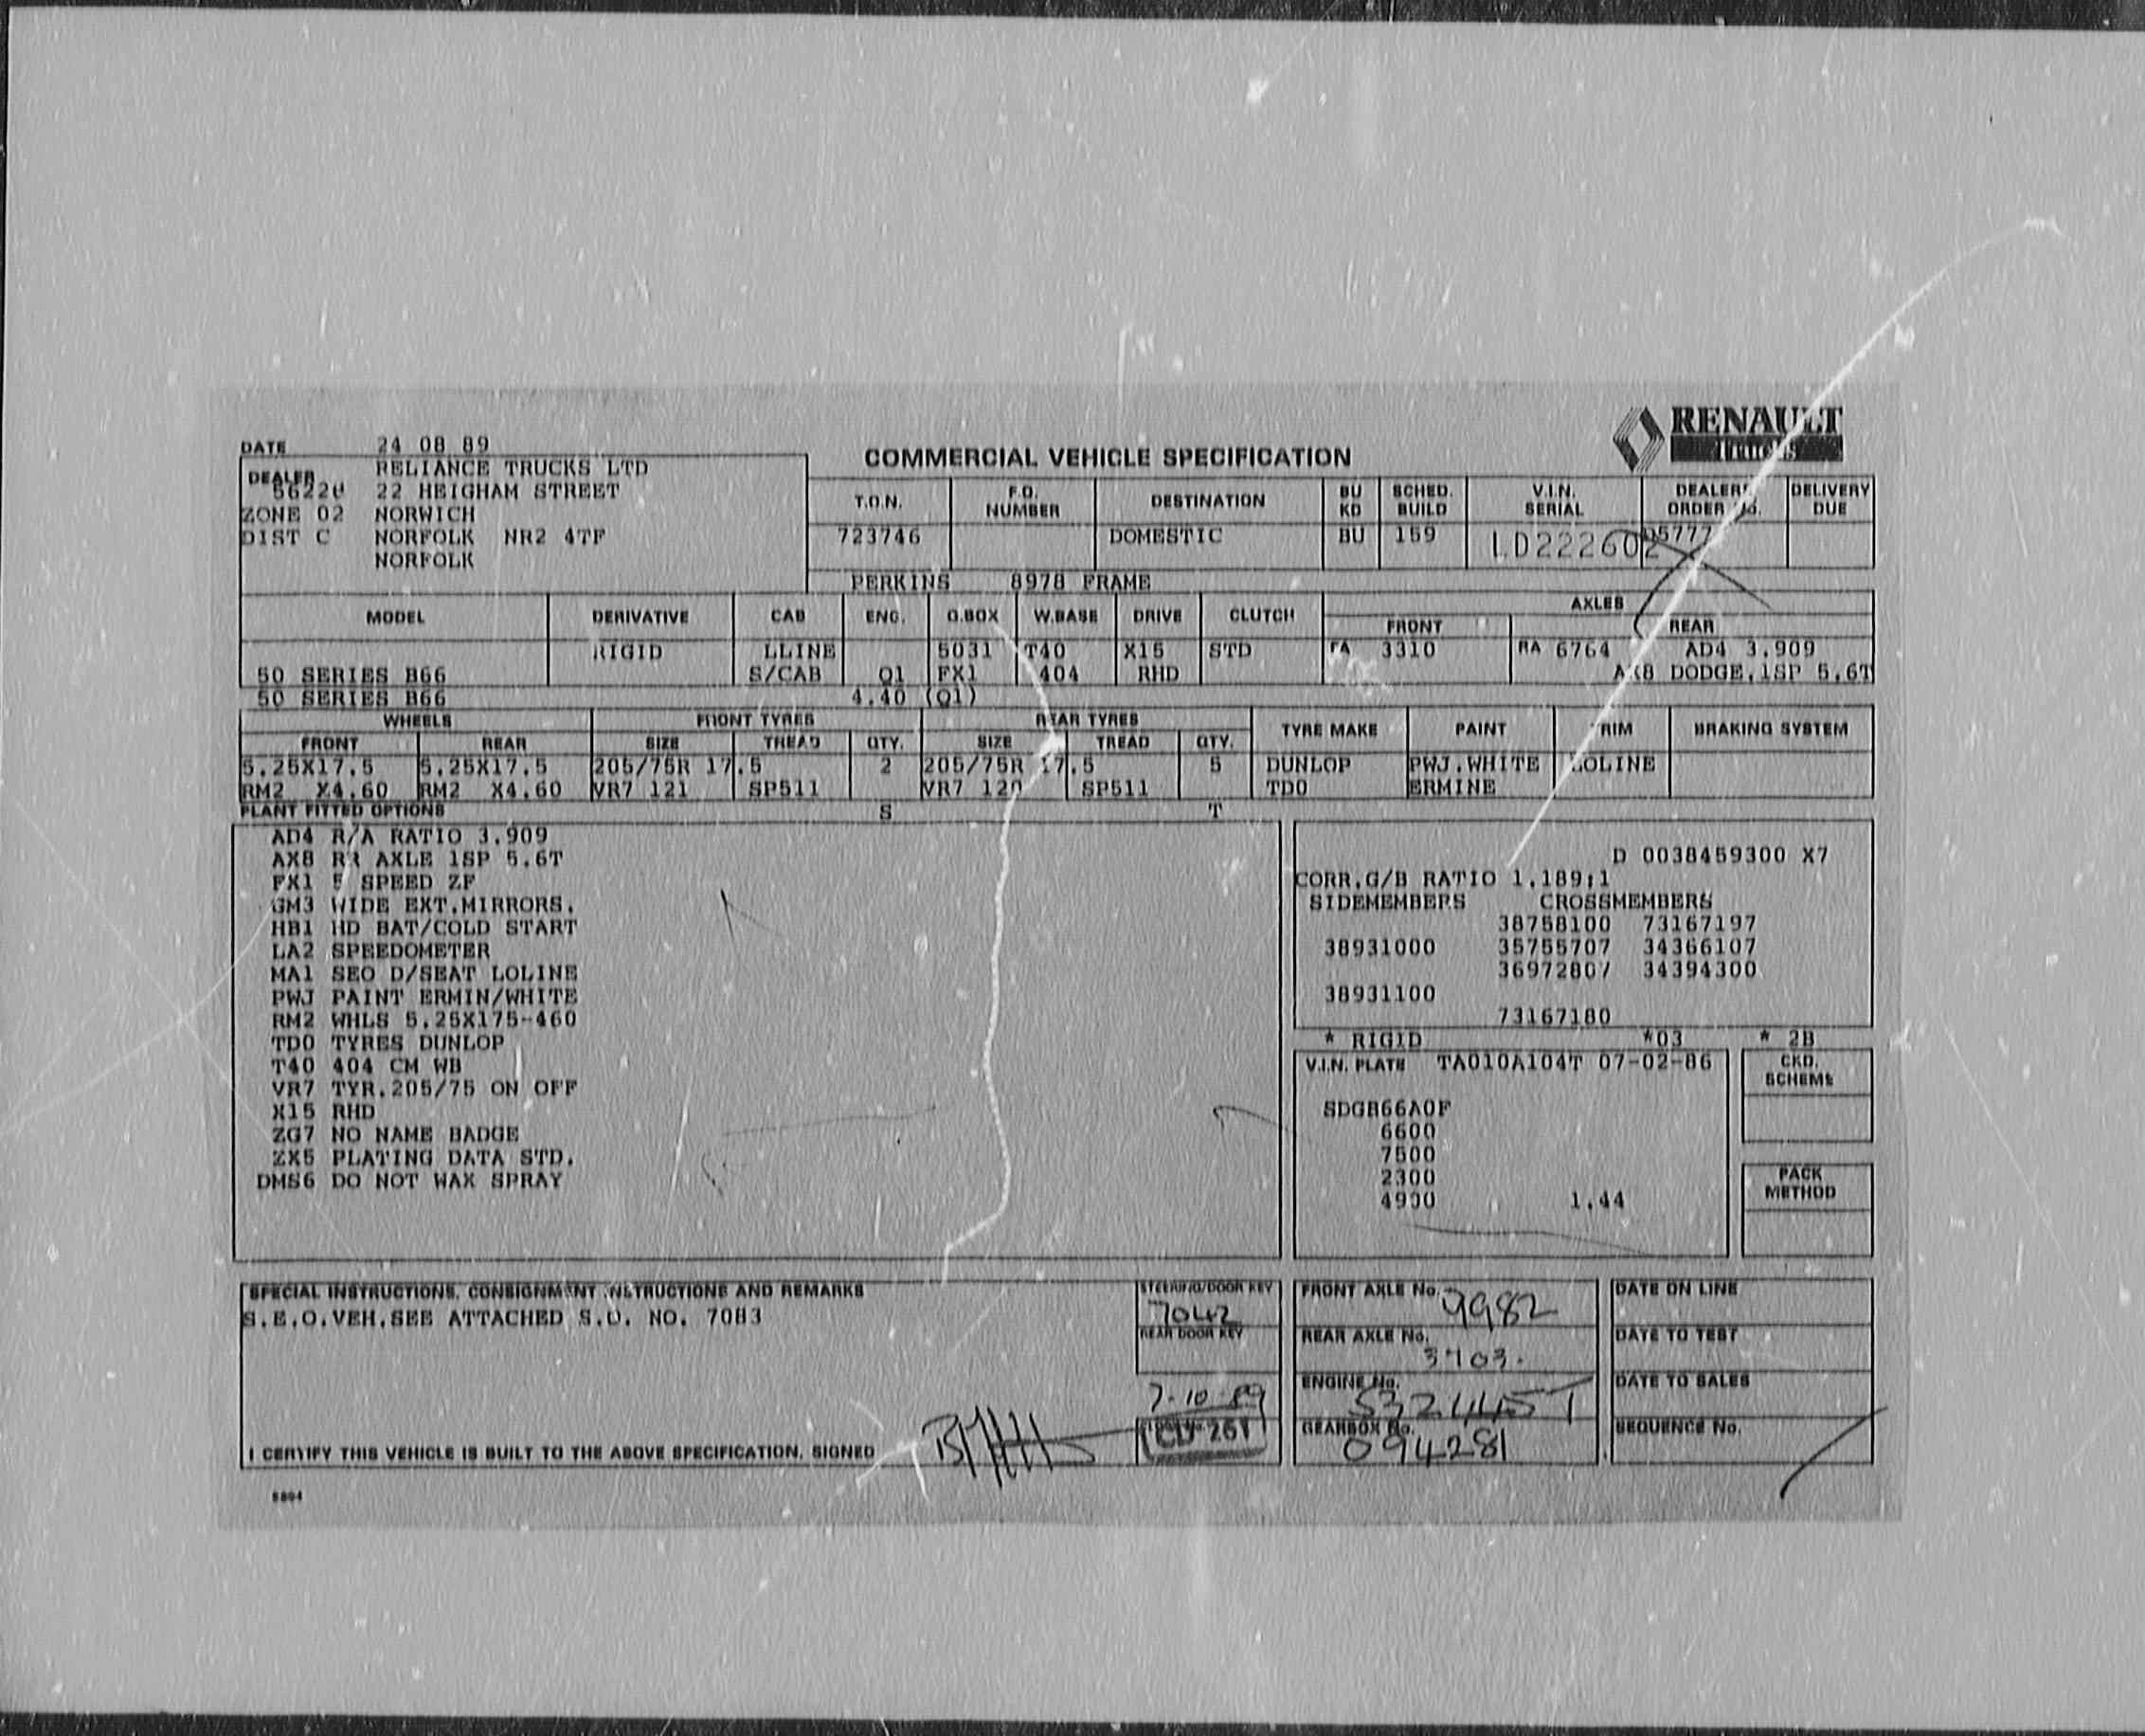 RENAULT
Trucks
DATE 24 08 89
COMMERCIAL VEHICLE SPECIFICATION
DEALER RELIANCE TRUCKS LTD
56220 22 HEIGHAM STREET
ZONE 02 NORWICH
DIST C NORFOLK NR2 4TF
NORFOLK
T.O.N. F.O. NUMBER DESTINATION BU KD SCHED. BUILD V.I.N. SERIAL DEALERS ORDER No. DELIVERY DUE
723746 DOMESTIC BU 159 LD222602 05777
PERKINS 8978 FRAME
MODEL DERIVATIVE CAB ENG. G.BOX W.BASE DRIVE CLUTCH AXLES
FRONT REAR
RIGID LLINE 5031 T40 X15 STD FA 3310 RA 6764 AD4 3.909
50 SERIES B66 S/CAB Q1 FX1 404 RHD AX8 DODGE,1SP 5.6T
50 SERIES B66 4.40 (Q1)
WHEELS FRONT TYRES REAR TYRES TYRE MAKE PAINT TRIM BRAKING SYSTEM
FRONT REAR SIZE TREAD QTY. SIZE TREAD QTY.
5.25X17.5 5.25X17.5 205/75R 17.5 2 205/75R 17.5 5 DUNLOP PWJ.WHITE LOLINE
RM2 X4.60 RM2 X4.60 VR7 121 SP511 VR7 120 SP511 TDO ERMINE
PLANT FITTED OPTIONS S T
AD4 R/A RATIO 3.909
AX8 RR AXLE 1SP 5.6T
FX1 5 SPEED ZF
GM3 WIDE EXT.MIRRORS.
HB1 HD BAT/COLD START
LA2 SPEEDOMETER
MA1 SEO D/SEAT LOLINE
PWJ PAINT ERMIN/WHITE
RM2 WHLS 5.25X175-460
TDO TYRES DUNLOP
T40 404 CM WB
VR7 TYR.205/75 ON OFF
X15 RHD
ZG7 NO NAME BADGE
ZX5 PLATING DATA STD.
DMS6 DO NOT WAX SPRAY
D 0038459300 X7
CORR.G/B RATIO 1.189:1
SIDEMEMBERS CROSSMEMBERS
38758100 73167197
38931000 35755707 34366107
36972807 34394300
38931100
73167180
* RIGID *03 * 2B
V.I.N. PLATE TA010A104T 07-02-86
CKD. SCHEME
SDGB66A0F
6600
7500
2300
4900 1.44
PACK METHOD
SPECIAL INSTRUCTIONS, CONSIGNMENT INSTRUCTIONS AND REMARKS
S.E.O.VEH.SEE ATTACHED S.O. NO. 7083
STEERING/DOOR KEY
7042
REAR DOOR KEY
7-10-89
CD-261
I CERTIFY THIS VEHICLE IS BUILT TO THE ABOVE SPECIFICATION. SIGNED
FRONT AXLE No. 9982
REAR AXLE No.
3903.
ENGINE No.
GEARBOX No.
094281
DATE ON LINE
DATE TO TEST
DATE TO SALES
SEQUENCE No.